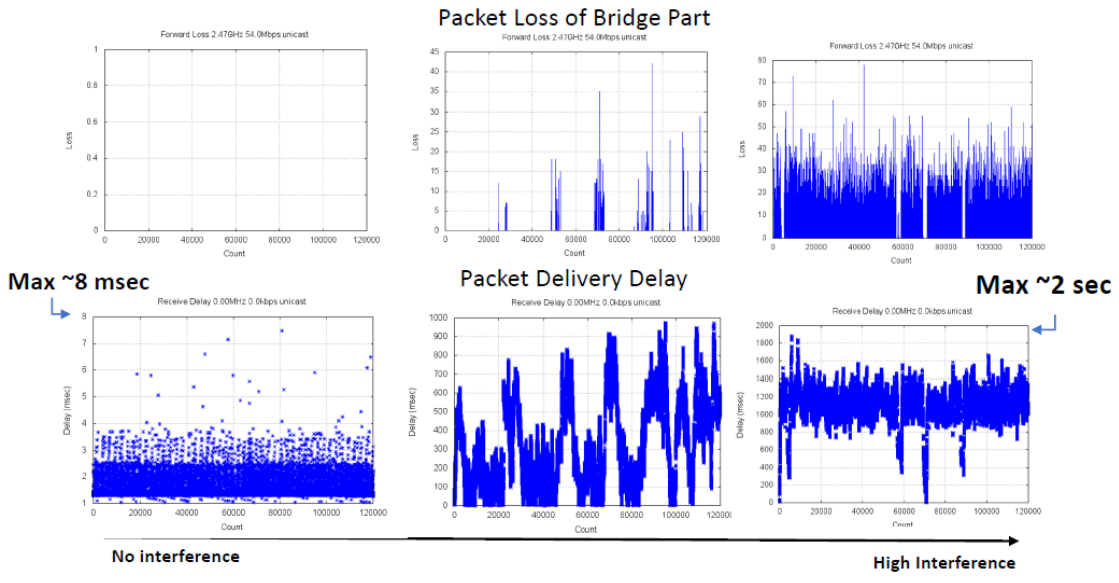 Packet Loss of Bridge Part
Forward Loss 2.47GHz 54.0Mbps unicast
1
0.8
0.6
0.4
0.2
0
Loss
0 20000 40000 60000 80000 100000 120000
Count
Forward Loss 2.47GHz 54.0Mbps unicast
45
40
35
30
25
20
15
10
5
0
Loss
0 20000 40000 60000 80000 100000 120000
Count
Forward Loss 2.47GHz 54.0Mbps unicast
80
70
60
50
40
30
20
10
0
Loss
0 20000 40000 60000 80000 100000 120000
Count
Packet Delivery Delay
Max ~8 msec
Receive Delay 0.00MHz 0.0kbps unicast
8
7
6
5
4
3
2
1
Delay (msec)
0 20000 40000 60000 80000 100000 120000
Count
Receive Delay 0.00MHz 0.0kbps unicast
1000
900
800
700
600
500
400
300
200
100
0
Delay (msec)
0 20000 40000 60000 80000 100000 120000
Count
Max ~2 sec
Receive Delay 0.00MHz 0.0kbps unicast
2000
1800
1600
1400
1200
1000
800
600
400
200
0
Delay (msec)
0 20000 40000 60000 80000 100000 120000
Count
No interference
High Interference